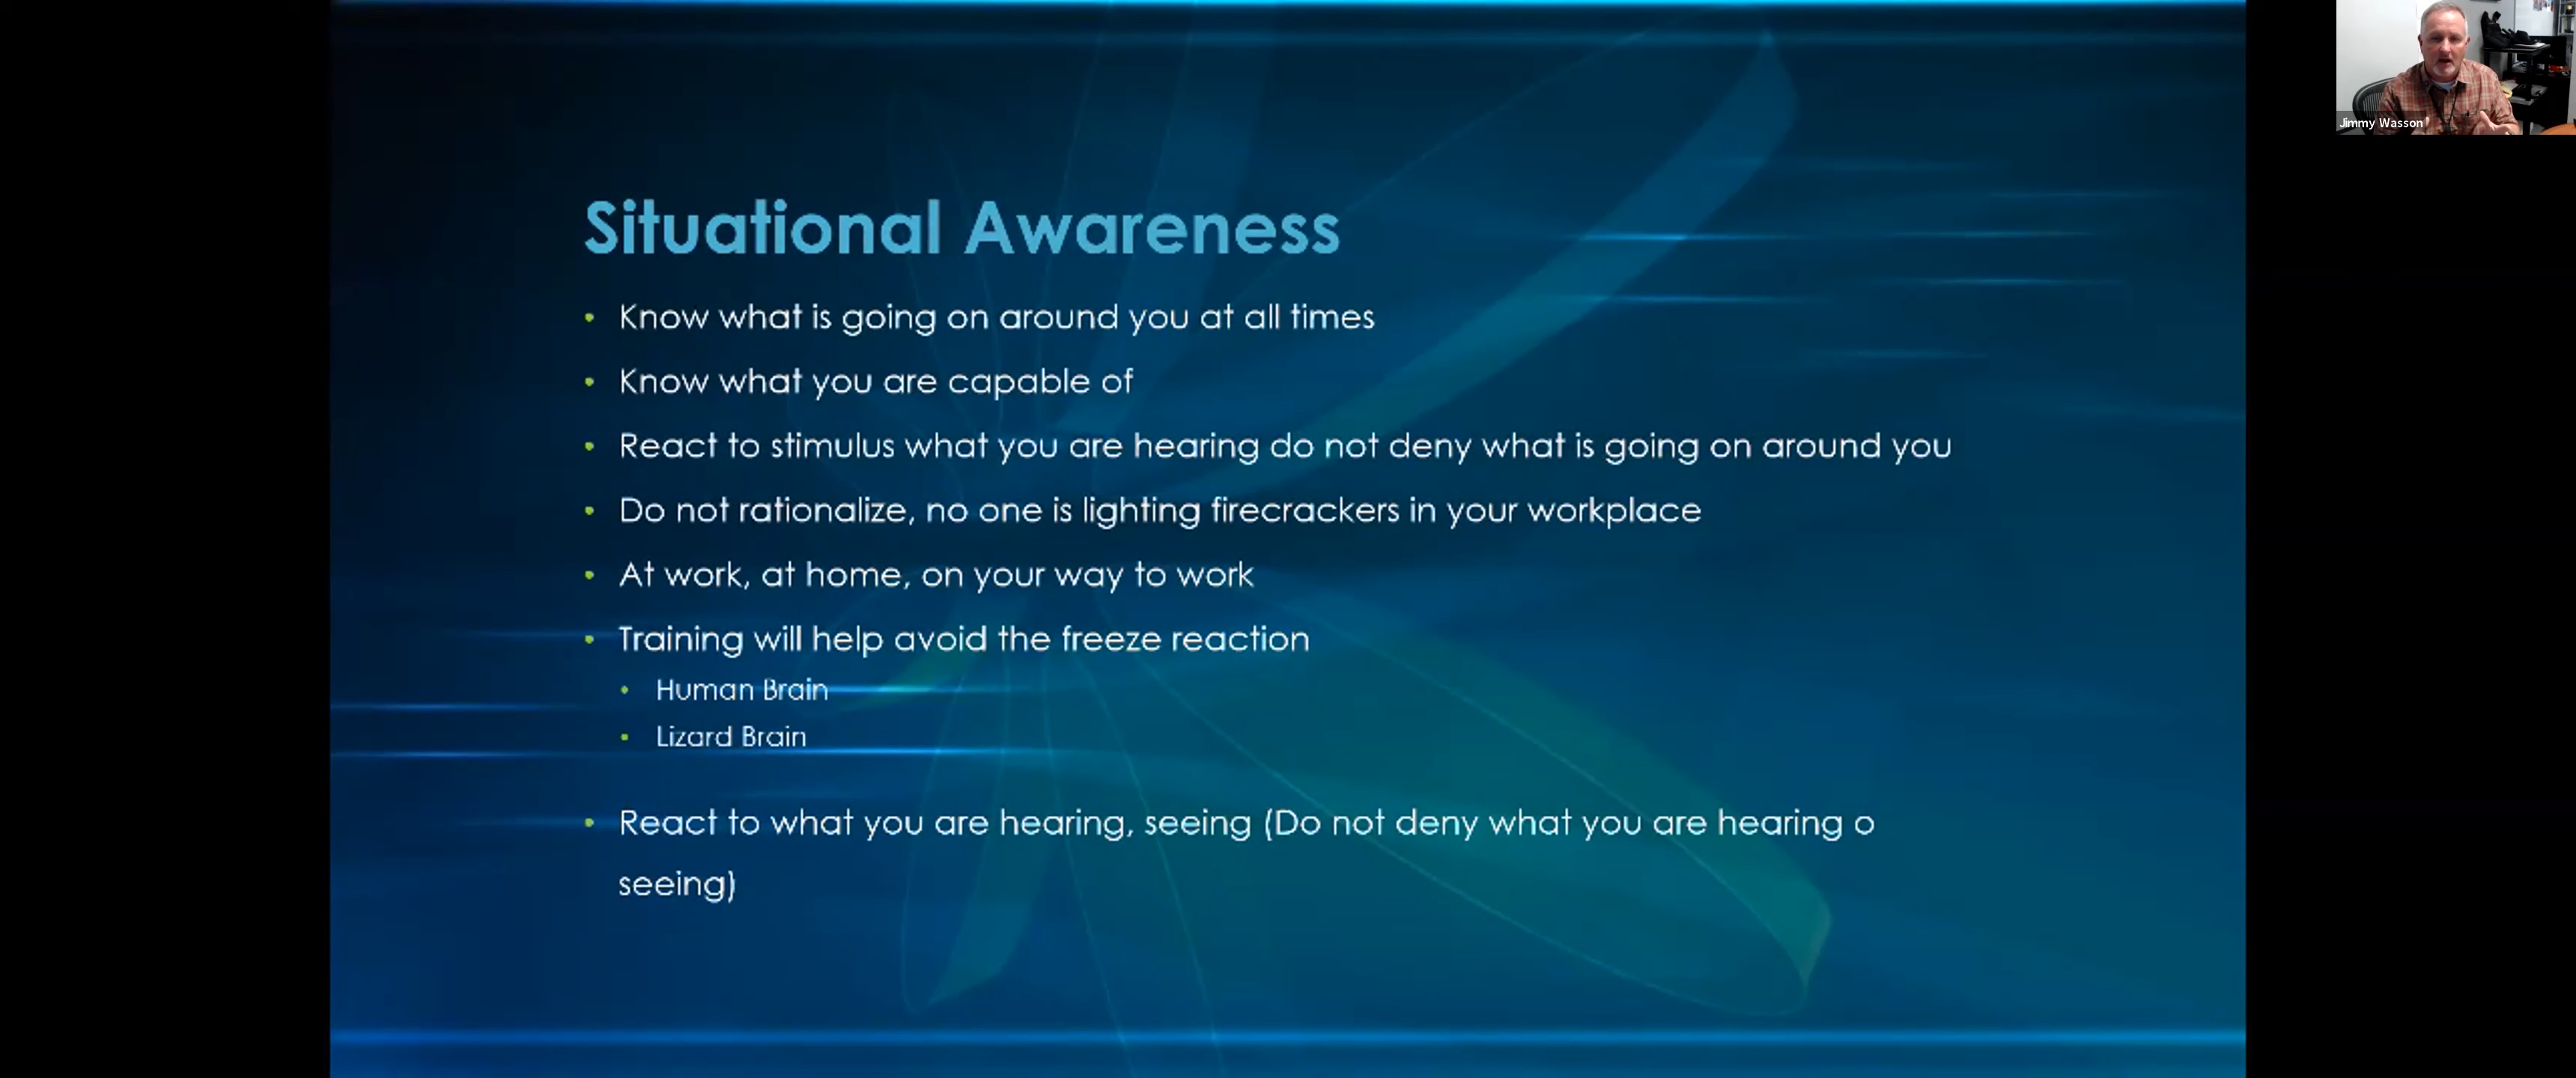 Situational Awareness
• Know what is going on around you at all times
• Know what you are capable of
• React to stimulus what you are hearing do not deny what is going on around you
• Do not rationalize, no one is lighting firecrackers in your workplace
• At work, at home, on your way to work
• Training will help avoid the freeze reaction
• Human Brain
• Lizard Brain
• React to what you are hearing, seeing (Do not deny what you are hearing o
seeing)
Jimmy Wasson